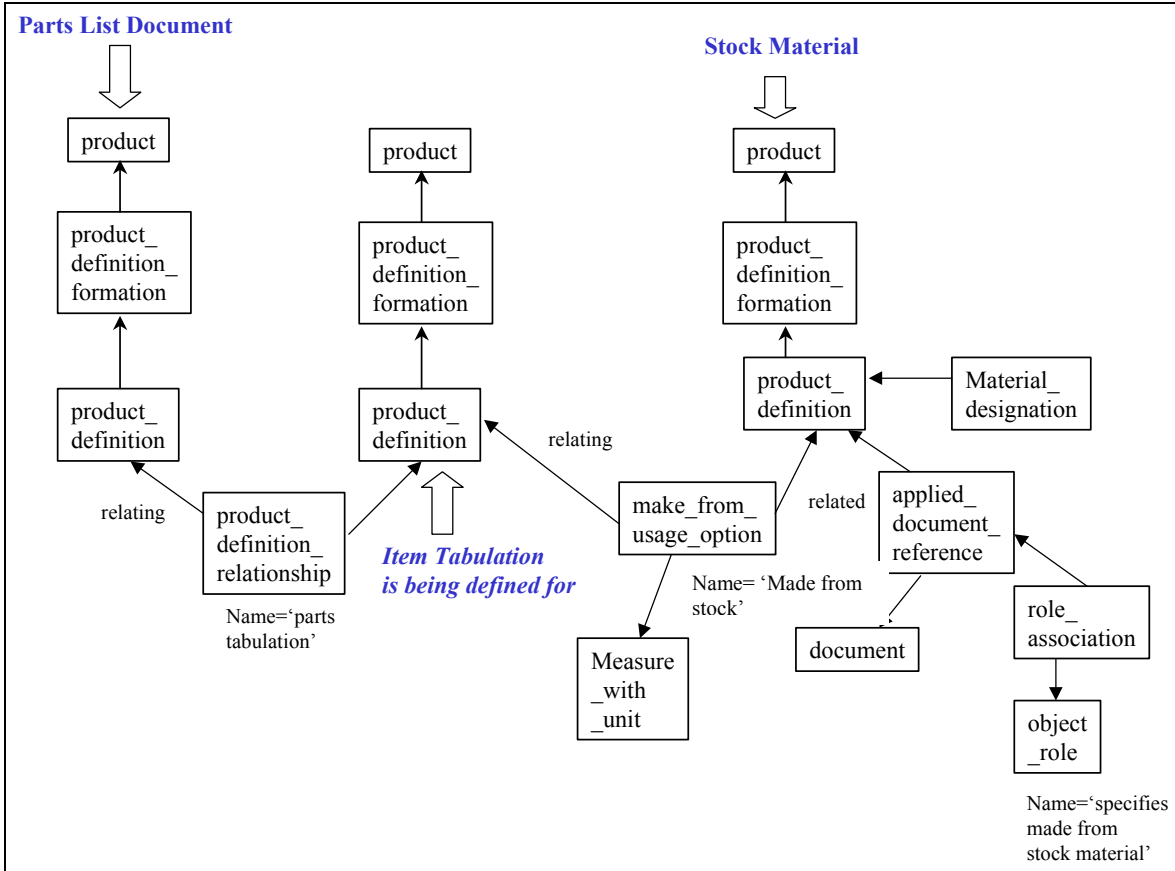 Parts List Document
Stock Material
product
product
product
product_
definition_
formation
product_
definition_
formation
product_
definition_
formation
product_
definition
product_
definition
product_
definition
Material_
designation
relating
relating
product_
definition_
relationship
Name=‘parts
tabulation’
Item Tabulation
is being defined for
make_from_
usage_option
related
Name= ‘Made from
stock’
applied_
document_
reference
Measure
_with
_unit
document
role_
association
object
_role
Name=‘specifies
made from
stock material’